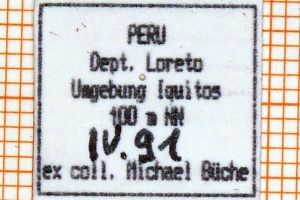 PERU
Dept. Loreto
Umgebung Iquitos
100 m NN
IV.91
ex coll. Michael Büche